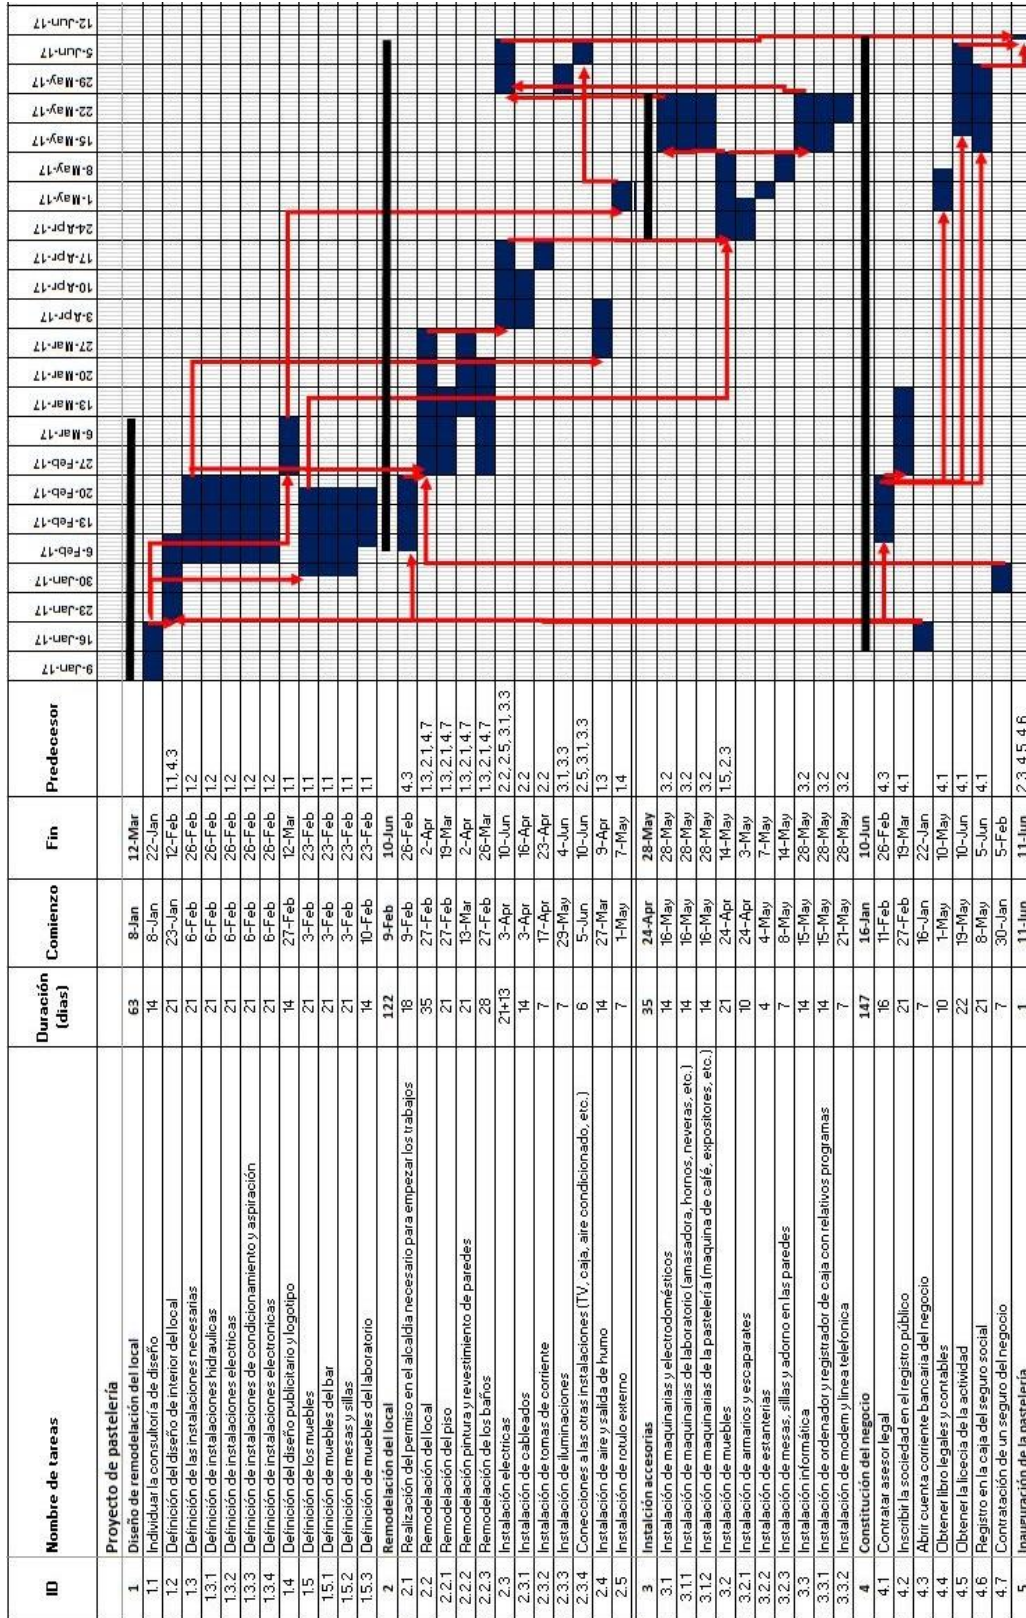 ID Nombre de tareas Duración (dias) Comienzo Fin Predecesor 9-Jan-17 16-Jan-17 23-Jan-17 30-Jan-17 6-Feb-17 13-Feb-17 20-Feb-17 27-Feb-17 6-Mar-17 13-Mar-17 20-Mar-17 27-Mar-17 3-Apr-17 10-Apr-17 17-Apr-17 24-Apr-17 1-May-17 8-May-17 15-May-17 22-May-17 29-May-17 5-Jun-17 12-Jun-17
Proyecto de pastelería
1 Diseño de remodelación del local 63 8-Jan 12-Mar
1.1 Individuar la consultoría de diseño 14 8-Jan 22-Jan
1.2 Definición del diseño de interior del local 21 23-Jan 12-Feb 1.1, 4.3
1.3 Definición de las instalaciones necesarias 21 6-Feb 26-Feb 1.2
1.3.1 Definición de instalaciones hidraulicas 21 6-Feb 26-Feb 1.2
1.3.2 Definición de instalaciones electricas 21 6-Feb 26-Feb 1.2
1.3.3 Definición de instalaciones de condicionamiento y aspiración 21 6-Feb 26-Feb 1.2
1.3.4 Definición de instalaciones electronicas 21 6-Feb 26-Feb 1.2
1.4 Definición del diseño publicitario y logotipo 14 27-Feb 12-Mar 1.1
1.5 Definición de los muebles 21 3-Feb 23-Feb 1.1
1.5.1 Definición de muebles del bar 21 3-Feb 23-Feb 1.1
1.5.2 Definición de mesas y sillas 21 3-Feb 23-Feb 1.1
1.5.3 Definición de muebles del laboratorio 14 10-Feb 23-Feb 1.1
2 Remodelación del local 122 9-Feb 10-Jun
2.1 Realización del permiso en el alcaldia necesario para empezar los trabajos 18 9-Feb 26-Feb 4.3
2.2 Remodelación del local 35 27-Feb 2-Apr 1.3, 2.1, 4.7
2.2.1 Remodelación del piso 21 27-Feb 19-Mar 1.3, 2.1, 4.7
2.2.2 Remodelación pintura y revestimiento de paredes 21 13-Mar 2-Apr 1.3, 2.1, 4.7
2.2.3 Remodelación de los baños 28 27-Feb 26-Mar 1.3, 2.1, 4.7
2.3 Instalación electricas 21+13 3-Apr 10-Jun 2.2, 2.5, 3.1, 3.3
2.3.1 Instalación de cableados 14 3-Apr 16-Apr 2.2
2.3.2 Instalación de tomas de corriente 7 17-Apr 23-Apr 2.2
2.3.3 Instalación de iluminaciones 7 29-May 4-Jun 3.1, 3.3
2.3.4 Conecciones a las otras instalaciones (TV, caja, aire condicionado, etc.) 6 5-Jun 10-Jun 2.5, 3.1, 3.3
2.4 Instalación de aire y salida de humo 14 27-Mar 9-Apr 1.3
2.5 Instalación de rotulo externo 7 1-May 7-May 1.4
3 Instalción accesorias 35 24-Apr 28-May
3.1 Instalación de maquinarias y electrodomésticos 14 16-May 28-May 3.2
3.1.1 Instalación de maquinarias de laboratorio (amasadora, hornos, neveras, etc.) 14 16-May 28-May 3.2
3.1.2 Instalación de maquinarias de la pastelería (maquina de café, expositores, etc.) 14 16-May 28-May 3.2
3.2 Instalación de muebles 21 24-Apr 14-May 1.5, 2.3
3.2.1 Instalación de armarios y escaparates 10 24-Apr 3-May
3.2.2 Instalación de estanterías 4 4-May 7-May
3.2.3 Instalación de mesas, sillas y adorno en las paredes 7 8-May 14-May
3.3 Instalación informática 14 15-May 28-May 3.2
3.3.1 Instalación de ordenador y registrador de caja con relativos programas 14 15-May 28-May 3.2
3.3.2 Instalación de modem y línea telefonica 7 21-May 28-May 3.2
4 Constitución del negocio 147 16-Jan 10-Jun
4.1 Contratar asesor legal 16 11-Feb 26-Feb 4.3
4.2 Inscribir la sociedad en el registro público 21 27-Feb 19-Mar 4.1
4.3 Abrir cuenta corriente bancaria del negocio 7 16-Jan 22-Jan
4.4 Obtener libro legales y contables 10 1-May 10-May 4.1
4.5 Obtener la licecia de la actividad 22 19-May 10-Jun 4.1
4.6 Registro en la caja del seguro social 21 8-May 5-Jun 4.1
4.7 Contratación de un seguro del negocio 7 30-Jan 5-Feb
5 Inauguración de la pastelería 1 11-Jun 11-Jun 2.3, 4.5, 4.6